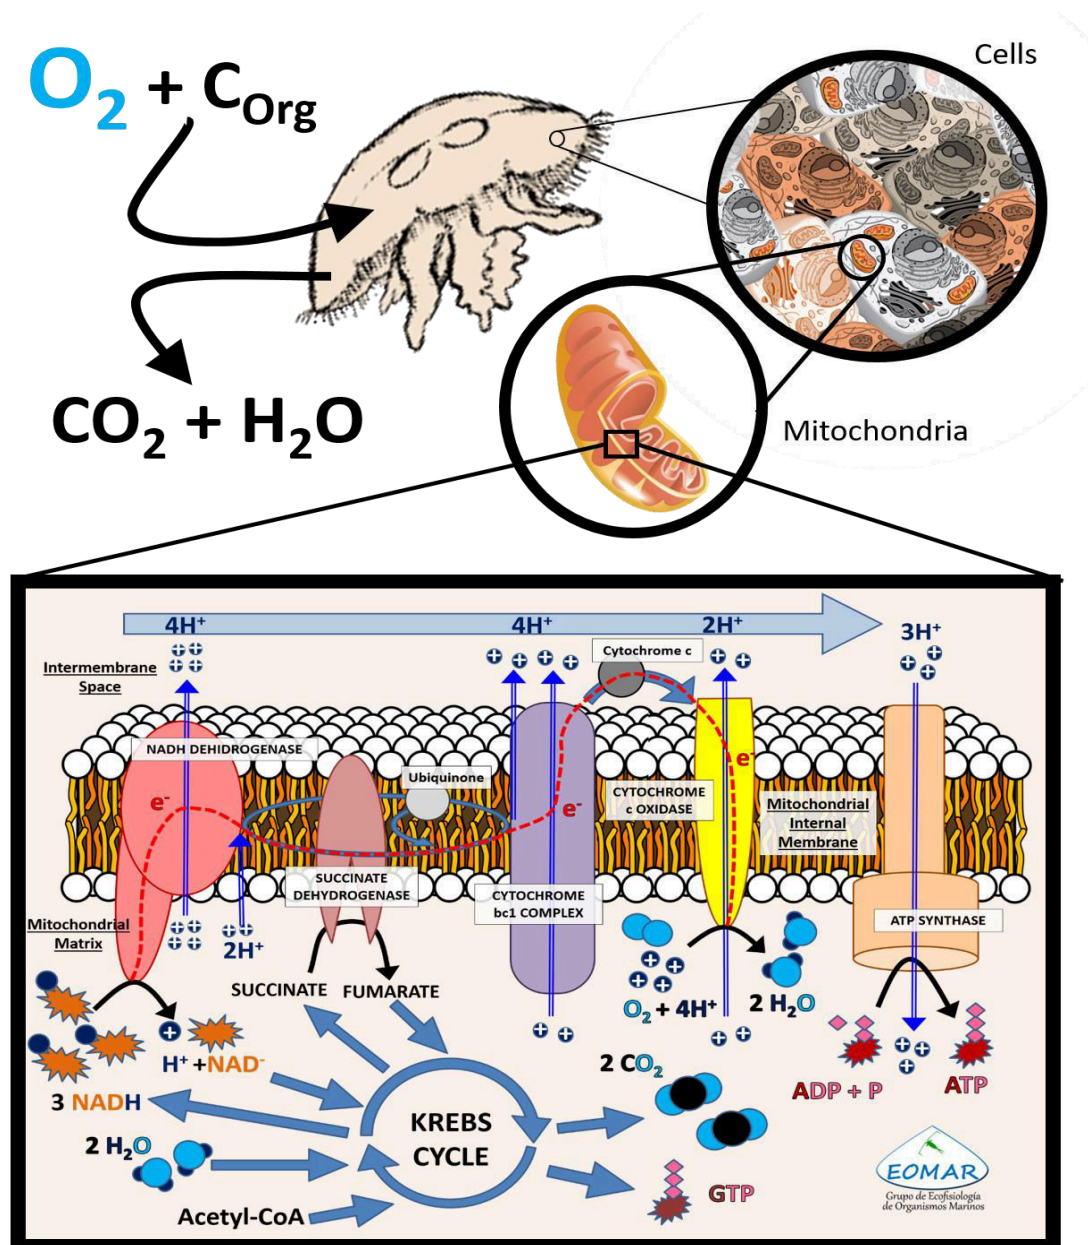 Cells
O₂ + C_Org
CO₂ + H₂O
Mitochondria
4H⁺
4H⁺
2H⁺
3H⁺
Intermembrane
Space
Cytochrome c
NADH DEHIDROGENASE
Ubiquinone
e⁻
e⁻
e⁻
CYTOCHROME
c OXIDASE
Mitochondrial
Internal
Membrane
SUCCINATE
DEHYDROGENASE
CYTOCHROME
bc1 COMPLEX
ATP SYNTHASE
Mitochondrial
Matrix
2H⁺
SUCCINATE
FUMARATE
O₂ + 4H⁺
2 H₂O
H⁺ +NAD⁻
3 NADH
2 CO₂
ADP + P
ATP
KREBS
CYCLE
2 H₂O
GTP
Acetyl-CoA
EOMAR
Grupo de Ecofisiología
de Organismos Marinos